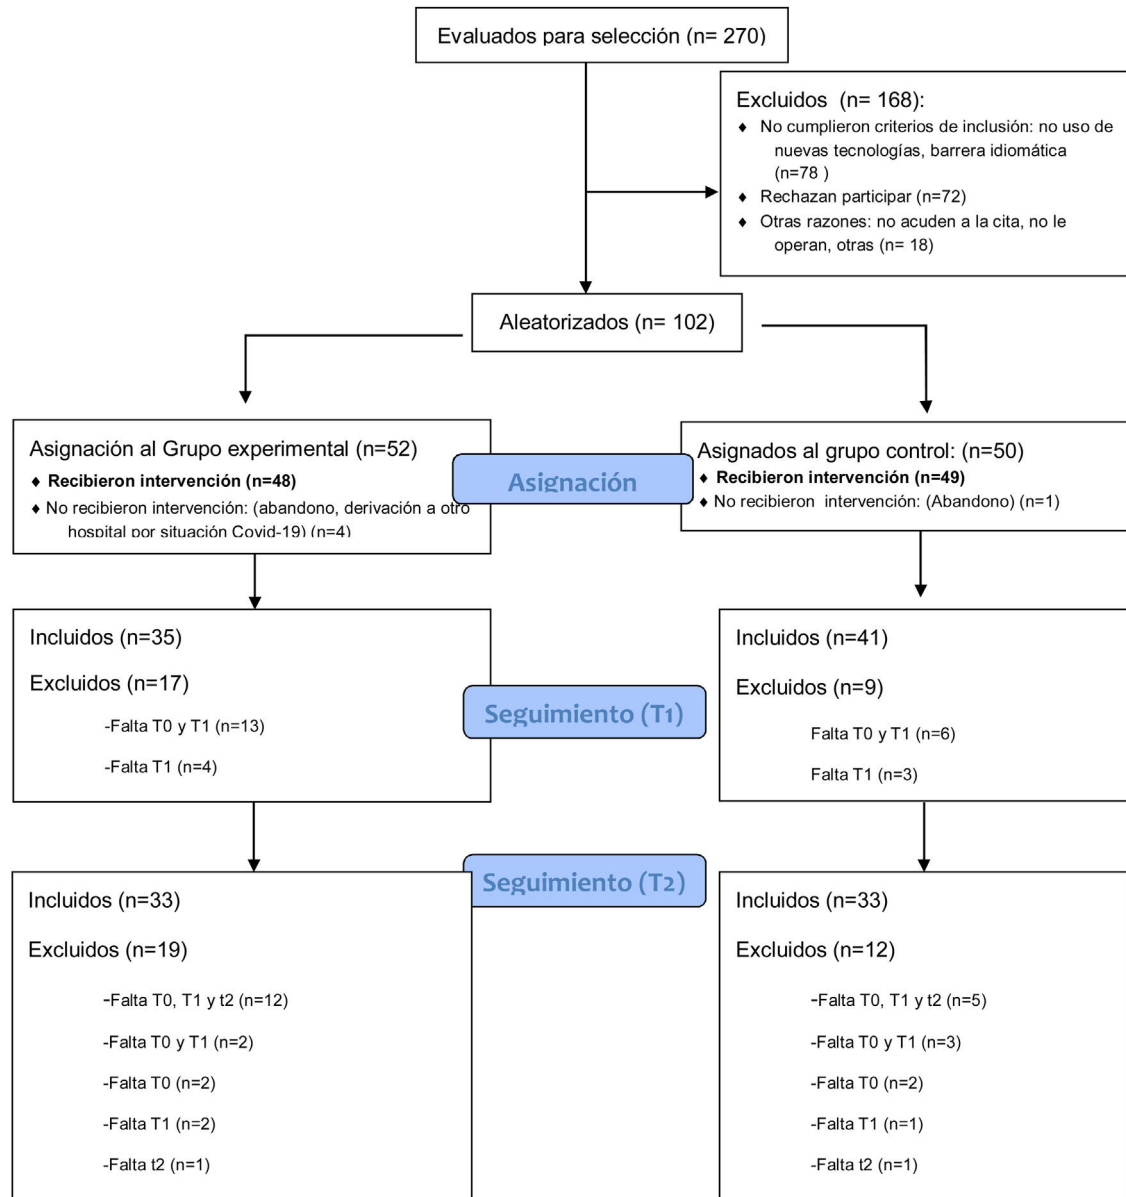 Evaluados para selección (n= 270)
Excluidos (n= 168):
♦ No cumplieron criterios de inclusión: no uso de
nuevas tecnologías, barrera idiomática
(n=78 )
♦ Rechazan participar (n=72)
♦ Otras razones: no acuden a la cita, no le
operan, otras (n= 18)
Aleatorizados (n= 102)
Asignación al Grupo experimental (n=52)
♦ Recibieron intervención (n=48)
♦ No recibieron intervención: (abandono, derivación a otro
hospital por situación Covid-19) (n=4)
Asignación
Asignados al grupo control: (n=50)
♦ Recibieron intervención (n=49)
♦ No recibieron intervención: (Abandono) (n=1)
Incluidos (n=35)
Excluidos (n=17)
-Falta T0 y T1 (n=13)
-Falta T1 (n=4)
Seguimiento (T1)
Incluidos (n=41)
Excluidos (n=9)
Falta T0 y T1 (n=6)
Falta T1 (n=3)
Seguimiento (T2)
Incluidos (n=33)
Excluidos (n=19)
-Falta T0, T1 y t2 (n=12)
-Falta T0 y T1 (n=2)
-Falta T0 (n=2)
-Falta T1 (n=2)
-Falta t2 (n=1)
Incluidos (n=33)
Excluidos (n=12)
-Falta T0, T1 y t2 (n=5)
-Falta T0 y T1 (n=3)
-Falta T0 (n=2)
-Falta T1 (n=1)
-Falta t2 (n=1)